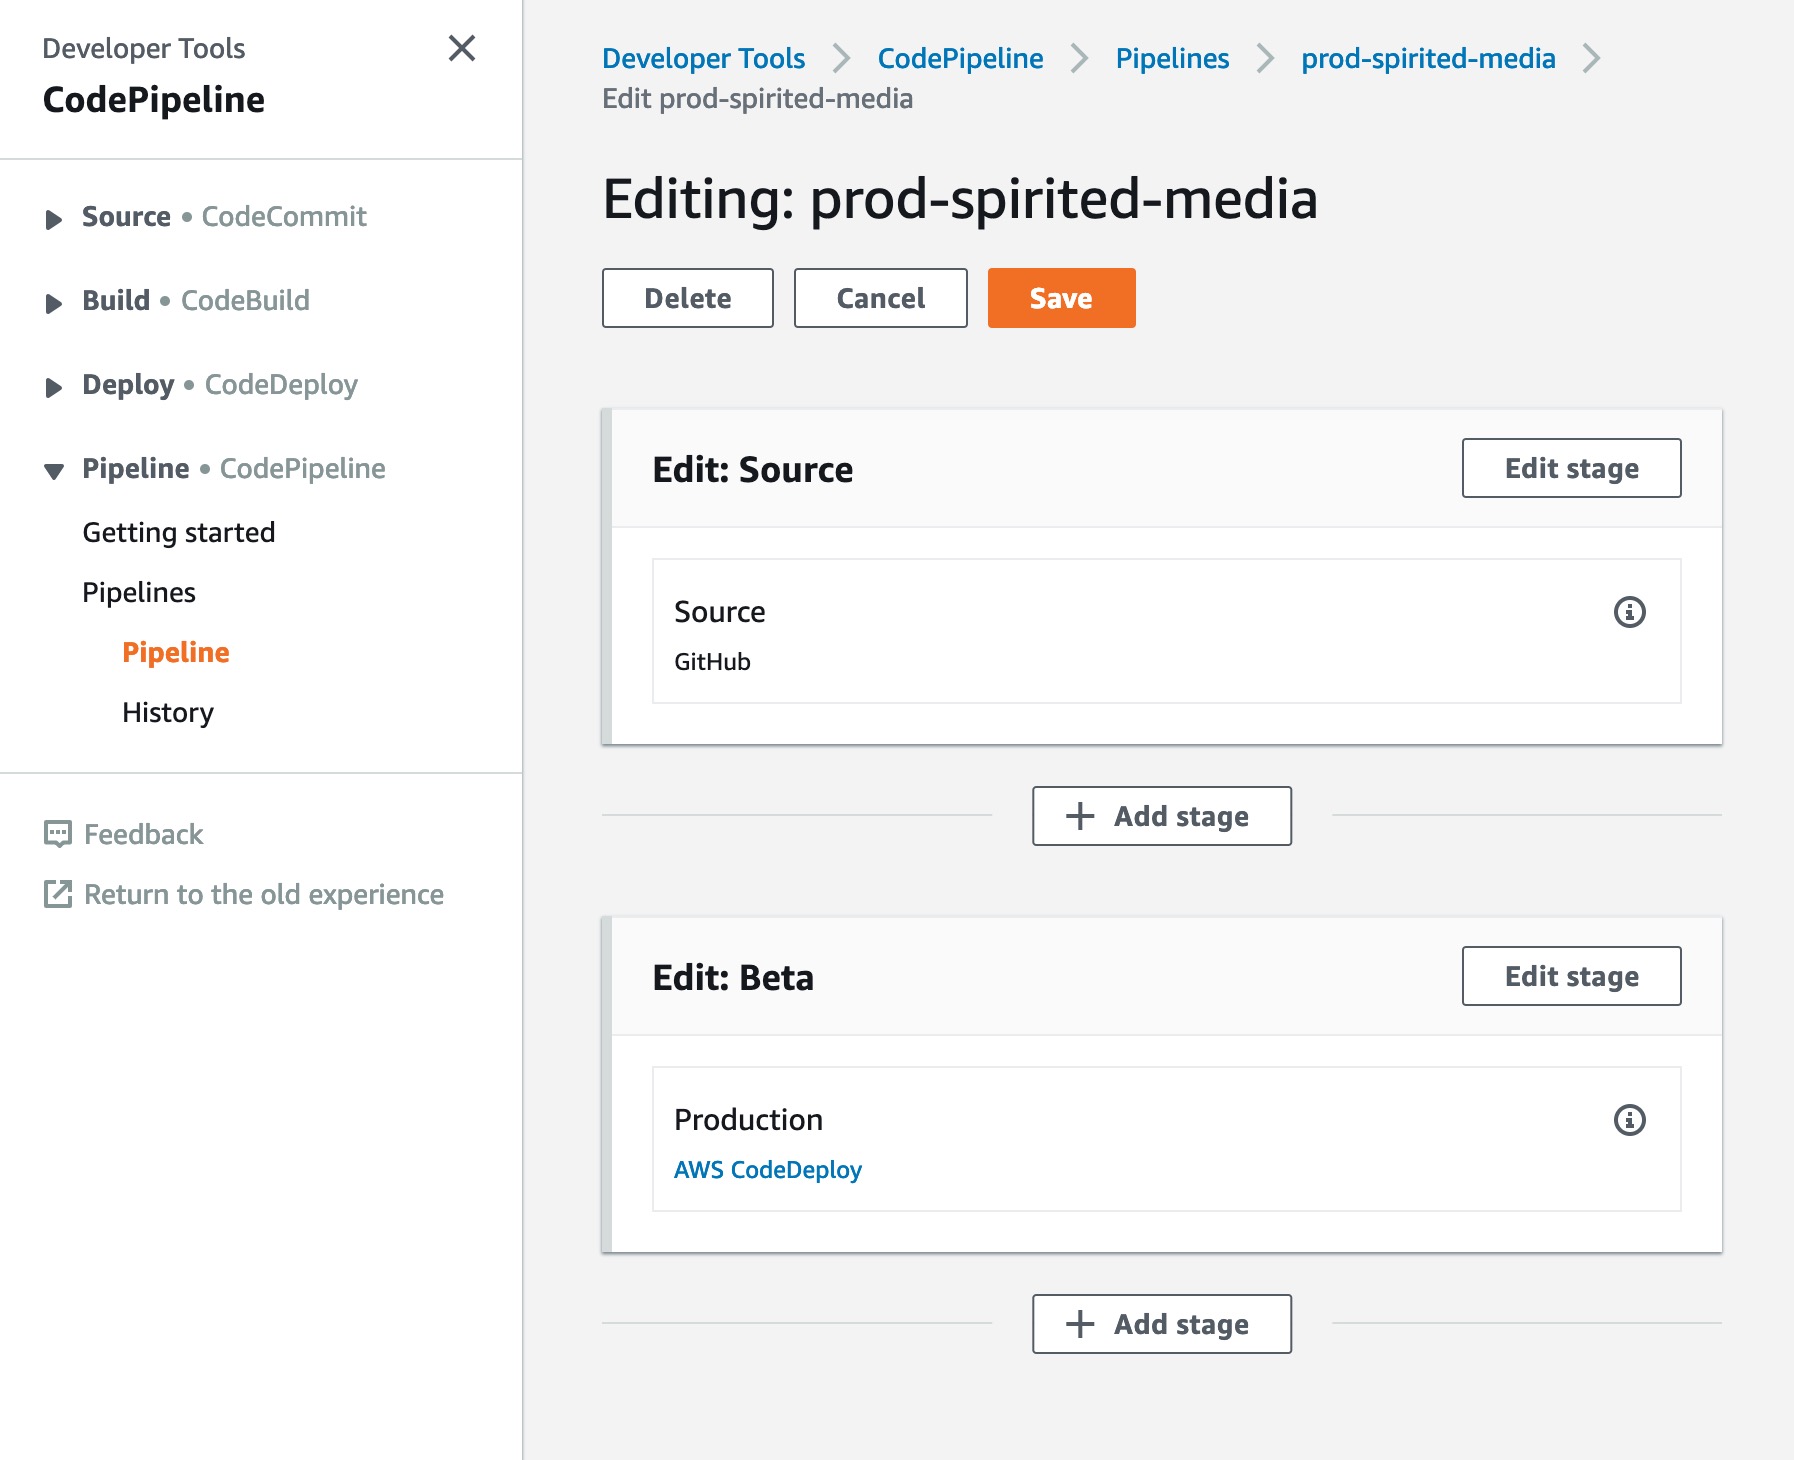 Developer Tools
CodePipeline
Source • CodeCommit
Build • CodeBuild
Deploy • CodeDeploy
Pipeline • CodePipeline
Getting started
Pipelines
Pipeline
History
Feedback
Return to the old experience
Developer Tools > CodePipeline > Pipelines > prod-spirited-media >
Edit prod-spirited-media
Editing: prod-spirited-media
Delete Cancel Save
Edit: Source Edit stage
Source
GitHub
+ Add stage
Edit: Beta Edit stage
Production
AWS CodeDeploy
+ Add stage